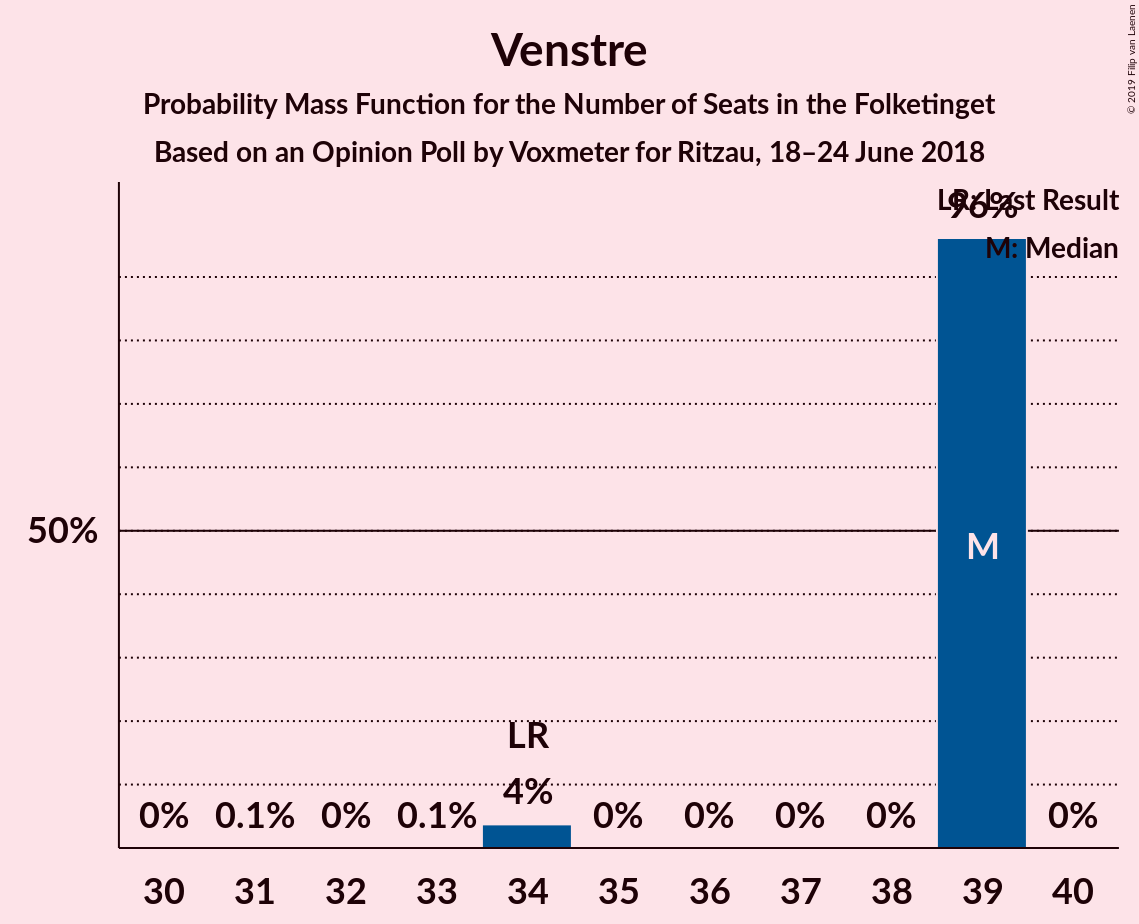 Venstre
Probability Mass Function for the Number of Seats in the Folketinget
Based on an Opinion Poll by Voxmeter for Ritzau, 18–24 June 2018
© 2019 Filip van Laenen
LR: Last Result
96%
M: Median
50%
M
LR
4%
0% 0.1% 0% 0.1% 0% 0% 0% 0% 0%
30 31 32 33 34 35 36 37 38 39 40